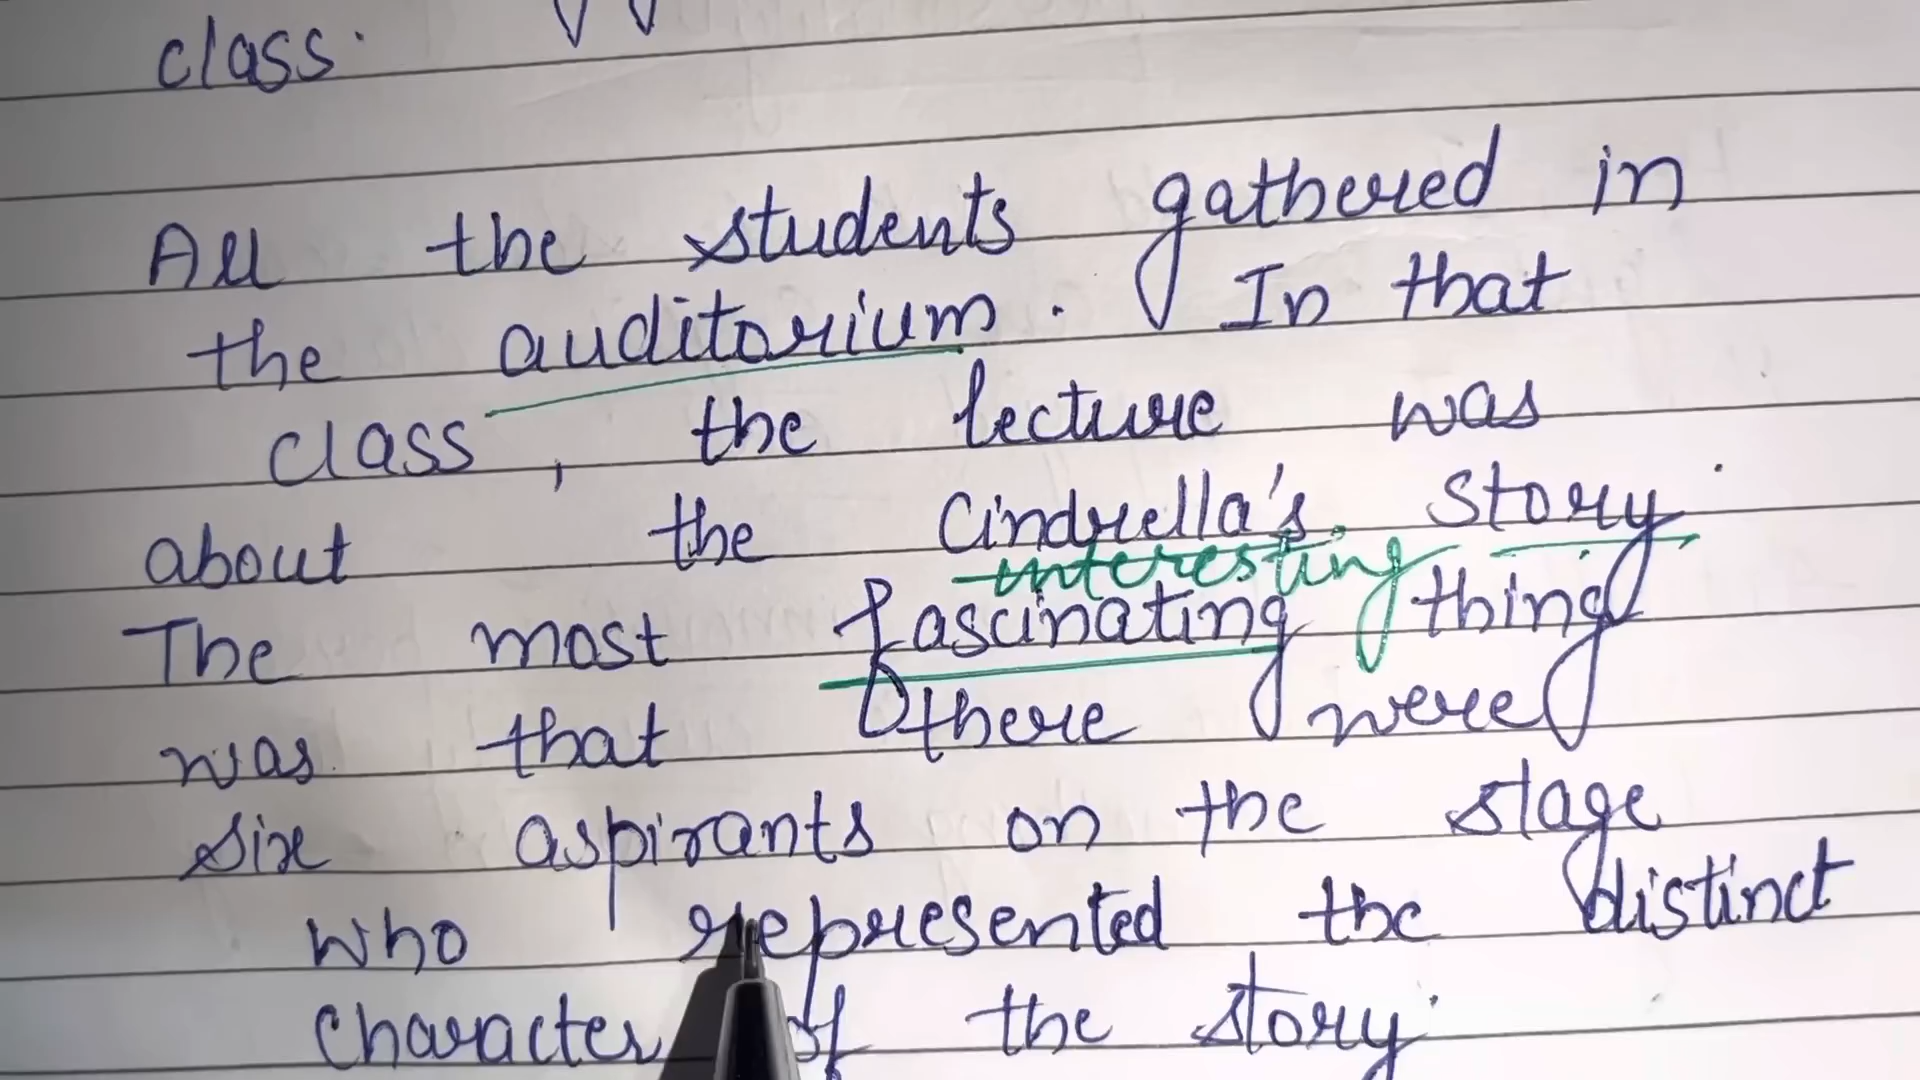 class.
All the students gathered in
the auditorium. In that
class, the lecture was
about the Cindrella's story.
interesting
The most fascinating thing
was that there were
six aspirants on the stage
who represented the distinct
character of the story.